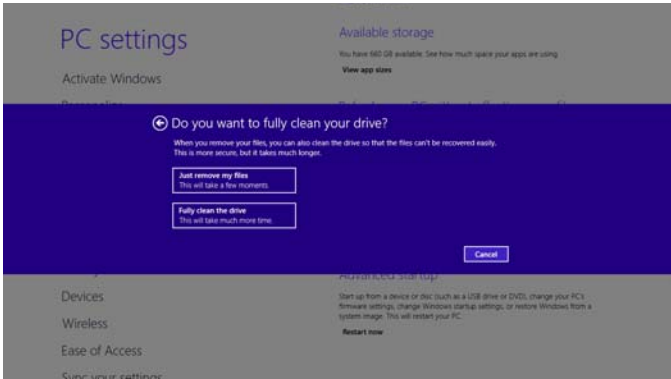 PC settings
Activate Windows
Available storage
You have 660 GB available. See how much space your apps are using
View app sizes
Do you want to fully clean your drive?
When you remove your files, you can also clean the drive so that the files can't be recovered easily.
This is more secure, but it takes much longer.
Just remove my files
This will take a few moments.
Fully clean the drive
This will take much more time.
Cancel
Devices
Wireless
Ease of Access
Sync your settings
Advanced startup
Start up from a device or disc (such as a USB drive or DVD), change your PC's
firmware settings, change Windows startup settings, or restore Windows from a
system image. This will restart your PC.
Restart now